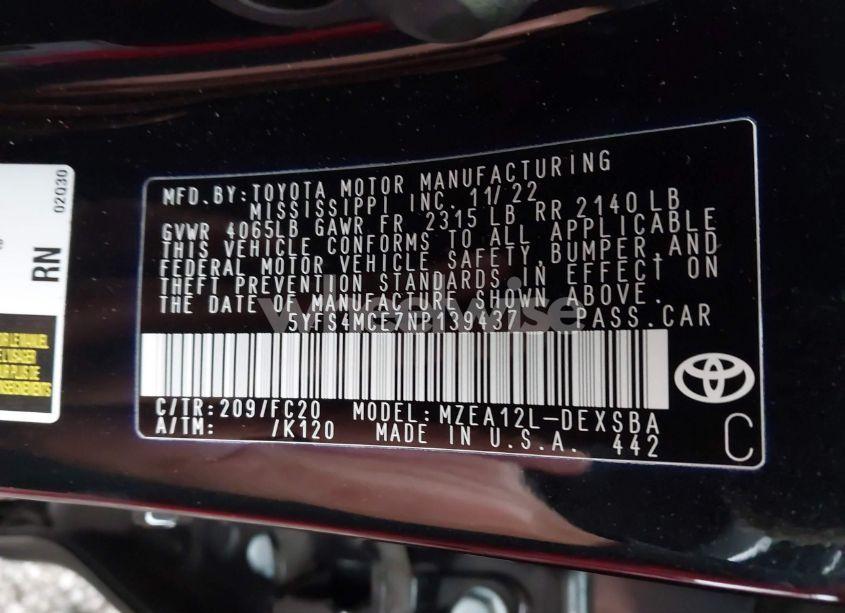 MFD.BY:TOYOTA MOTOR MANUFACTURING
MISSISSIPPI INC. 11/22
GVWR 4065LB GAWR FR 2315 LB RR 2140 LB
THIS VEHICLE CONFORMS TO ALL APPLICABLE
FEDERAL MOTOR VEHICLE SAFETY,BUMPER,AND
THEFT PREVENTION STANDARDS IN EFFECT ON
THE DATE OF MANUFACTURE SHOWN ABOVE.
5YFS4MCE7NP139437 PASS.CAR
C/TR:209/FC20 MODEL:MZEA12L-DEXSBA
A/TM: /K120 MADE IN U.S.A. 442
C
RN
02030